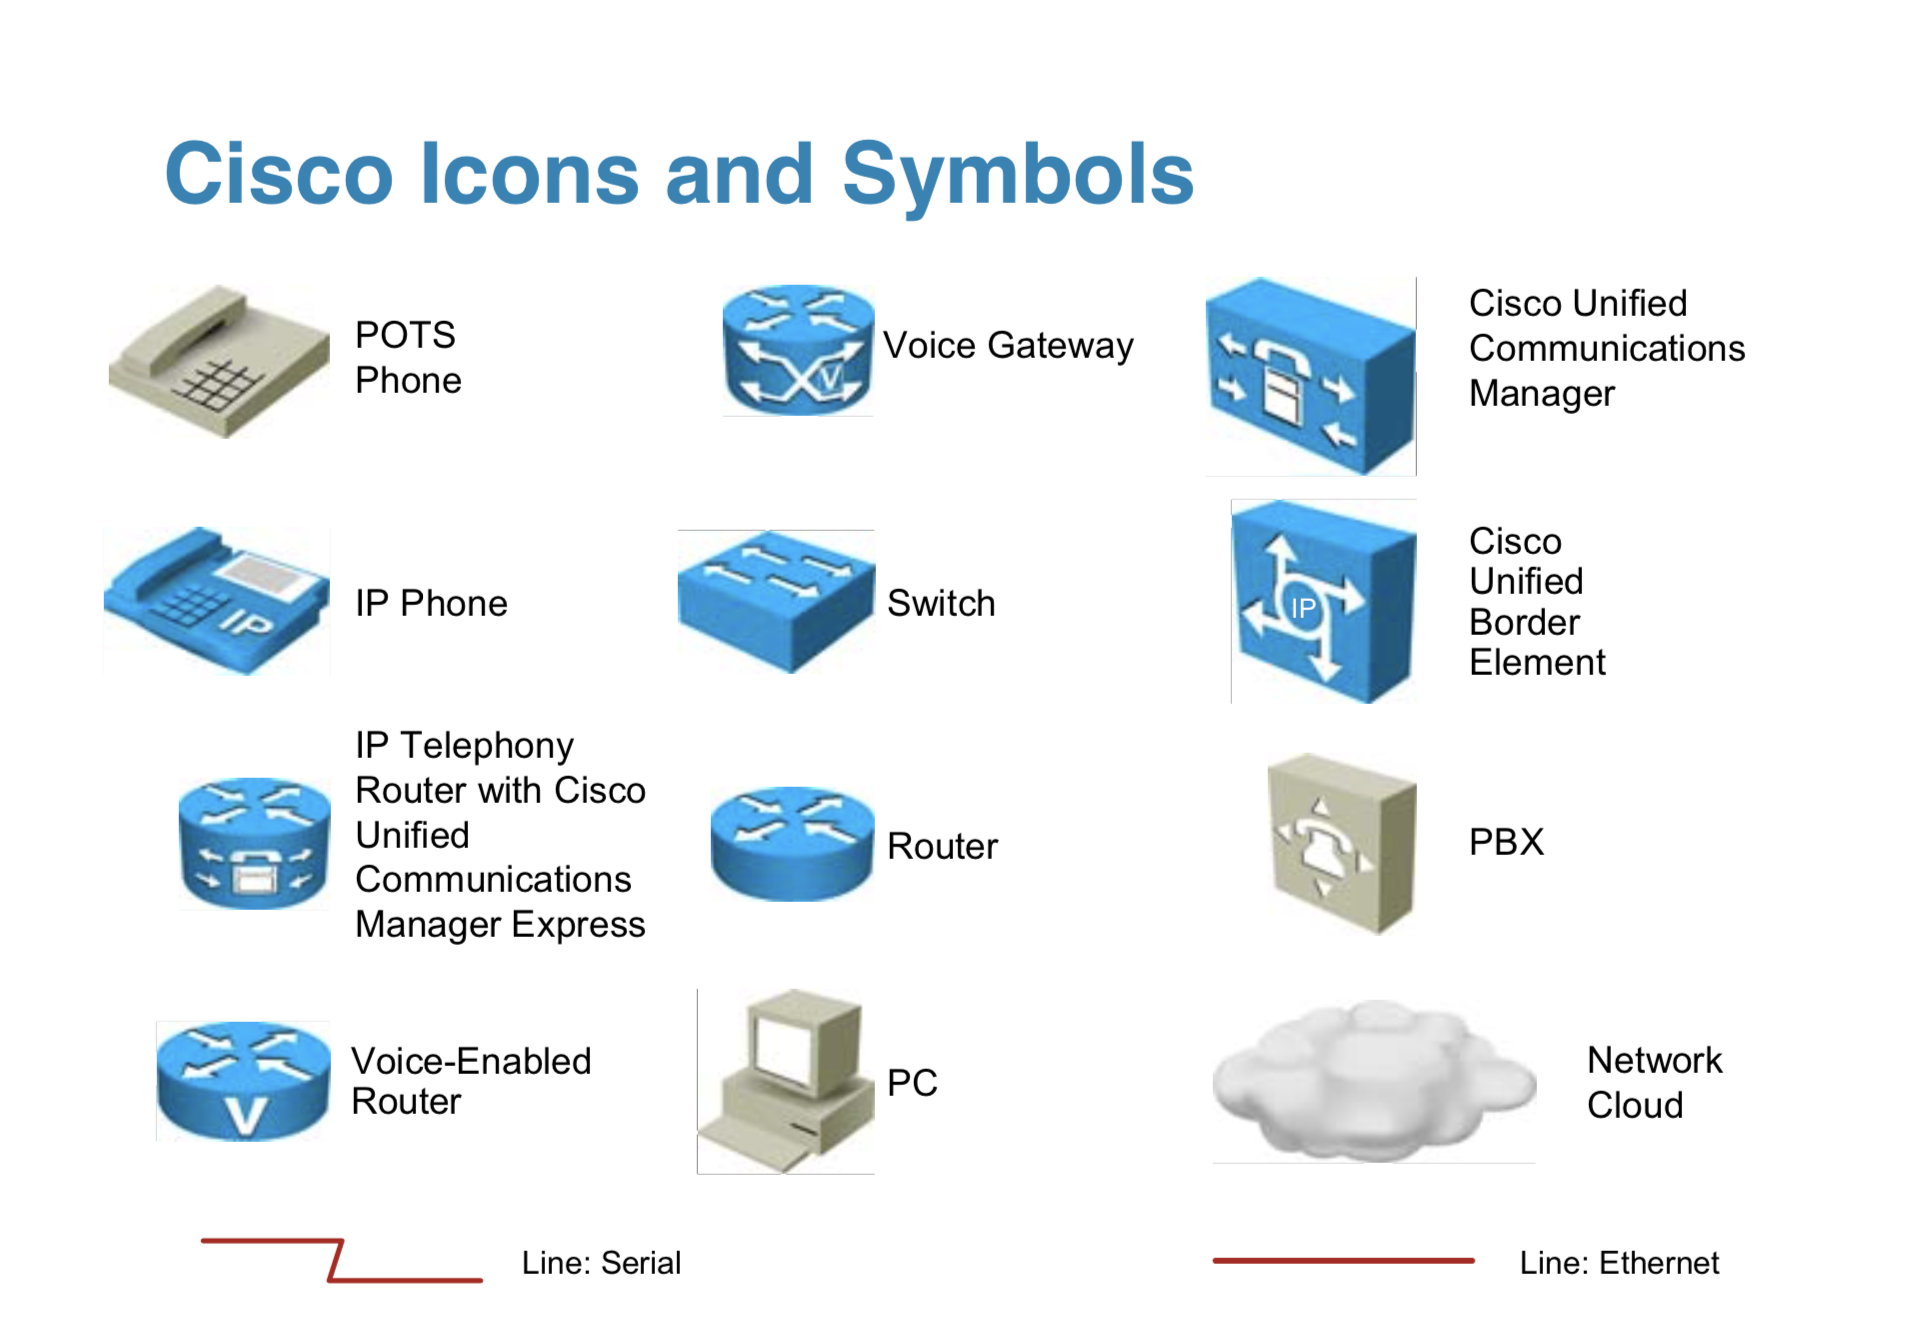 Cisco Icons and Symbols
POTS
Phone
V
Voice Gateway
Cisco Unified
Communications
Manager
IP
IP Phone
Switch
IP
Cisco
Unified
Border
Element
IP Telephony
Router with Cisco
Unified
Communications
Manager Express
Router
PBX
V
Voice-Enabled
Router
PC
Network
Cloud
Line: Serial
Line: Ethernet